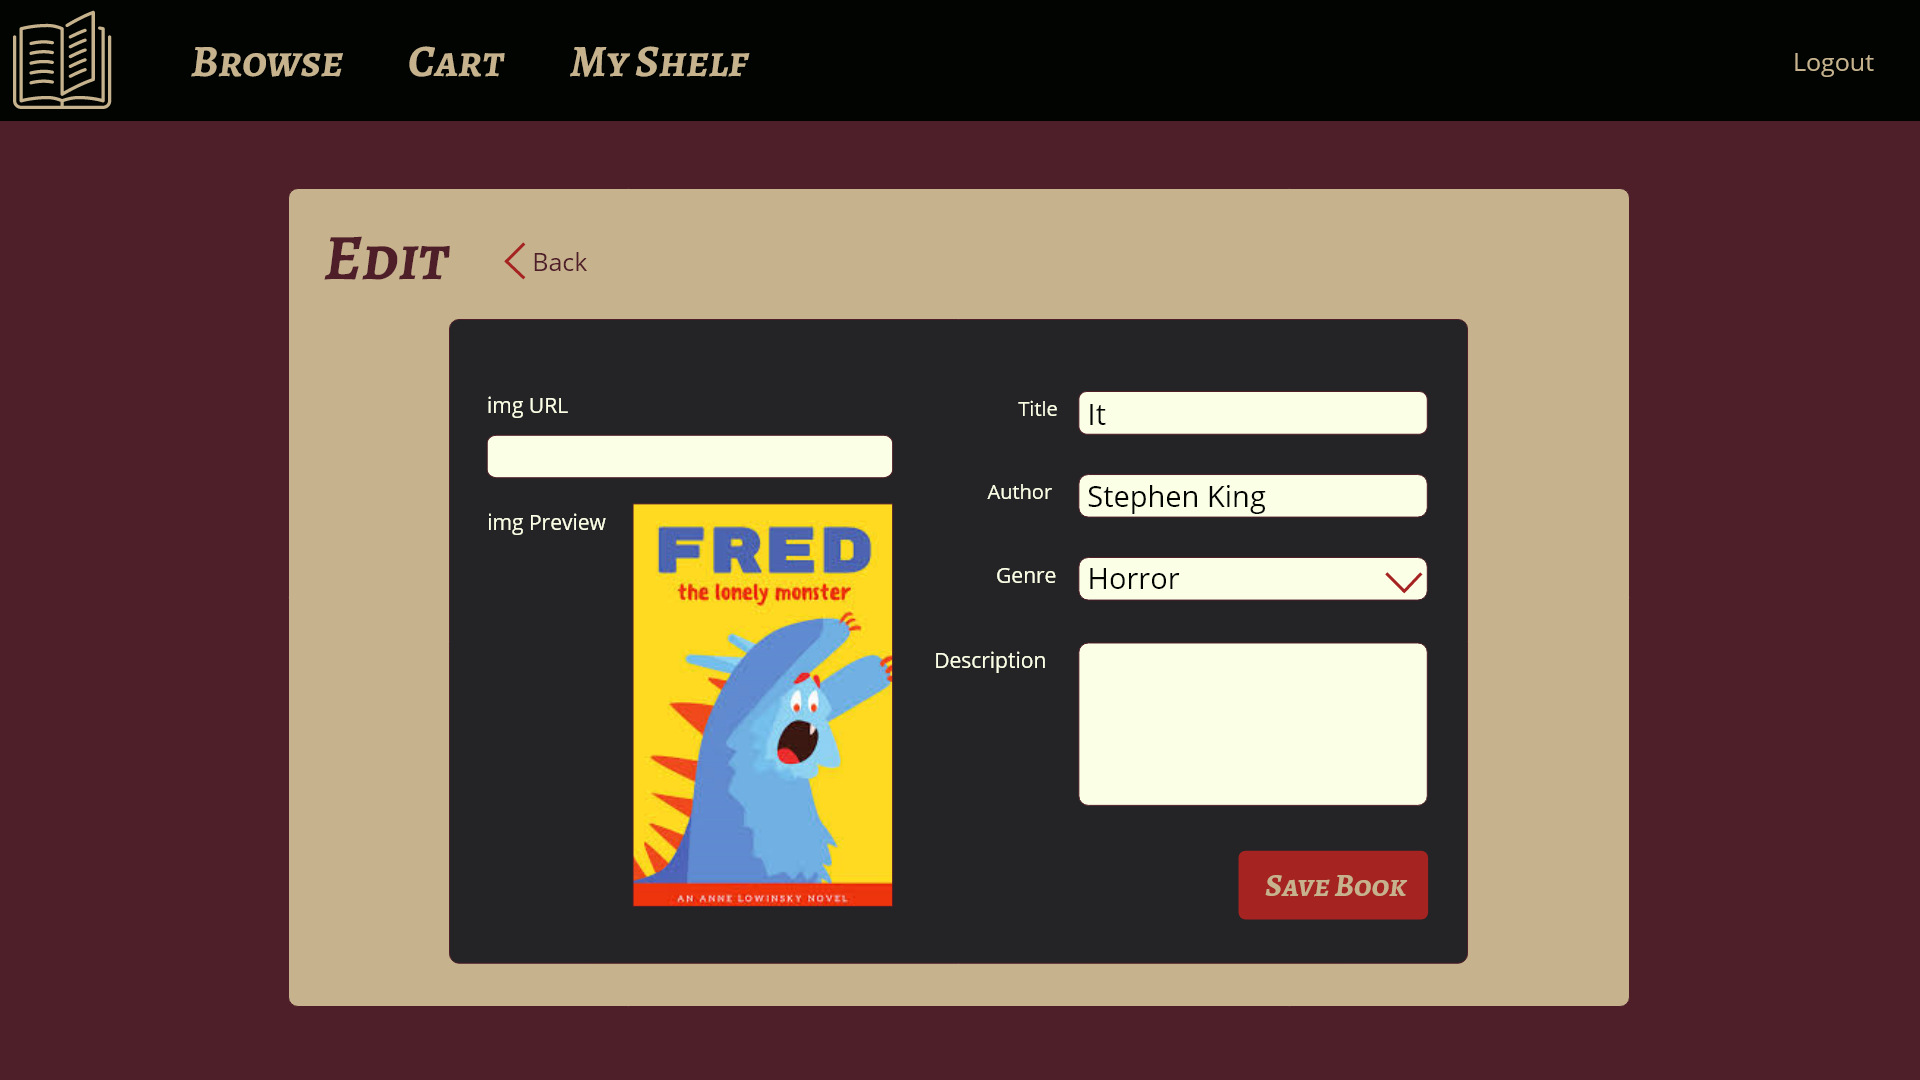 Browse Cart My Shelf Logout
Edit Back
img URL
img Preview
FRED
the lonely monster
AN ANNE LOWINSKY NOVEL
Title It
Author Stephen King
Genre Horror
Description
Save Book